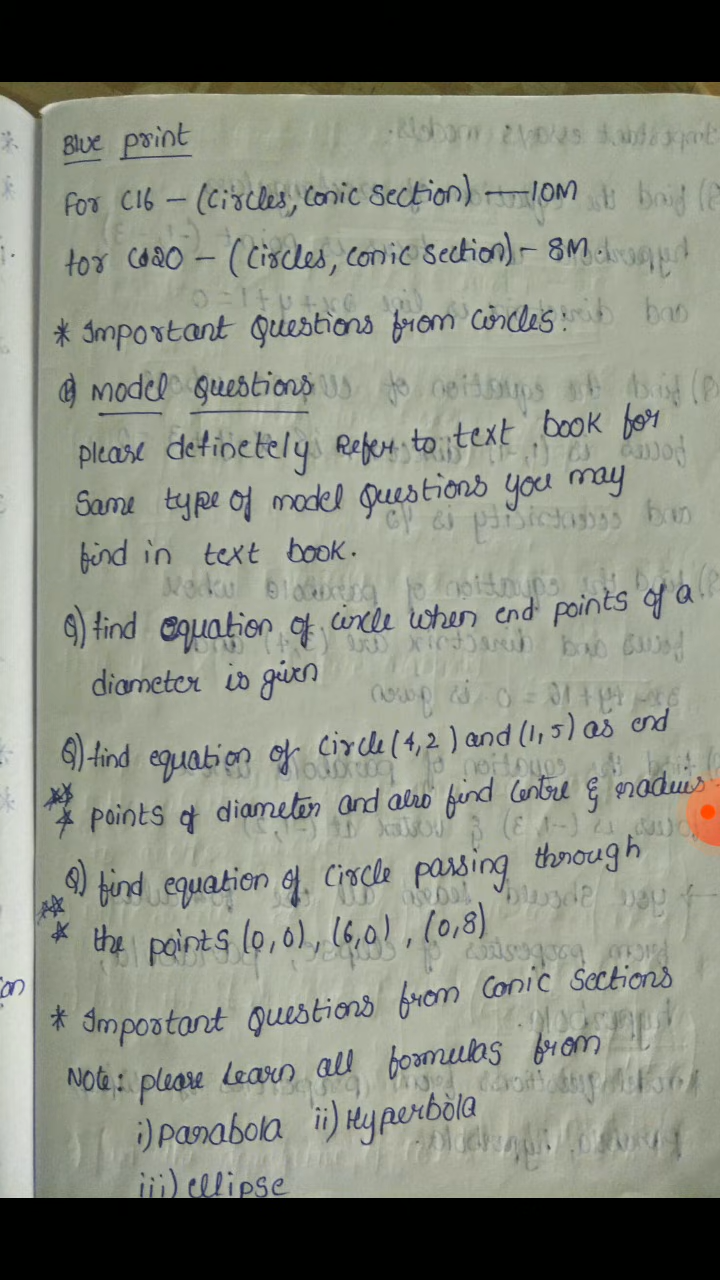 Blue print
For C16 - (Circles, Conic Section) - 10M
for C20 - (Circles, Conic Section) - 8M.
* Important Questions from circles:
Q) Model Questions
please definetely Refer to text book for
Same type of model Questions you may
find in text book.
Q) find equation of circle when end points of a
diameter is given
Q) find equation of circle (4,2) and (1,5) as end
points of diameter and also find Centre & radius
Q) find equation of circle passing through
* the points (0,0), (6,0), (0,8)
* Important Questions from Conic Sections
Note: please Learn all formulas from
i) parabola ii) Hyperbola
iii) ellipse